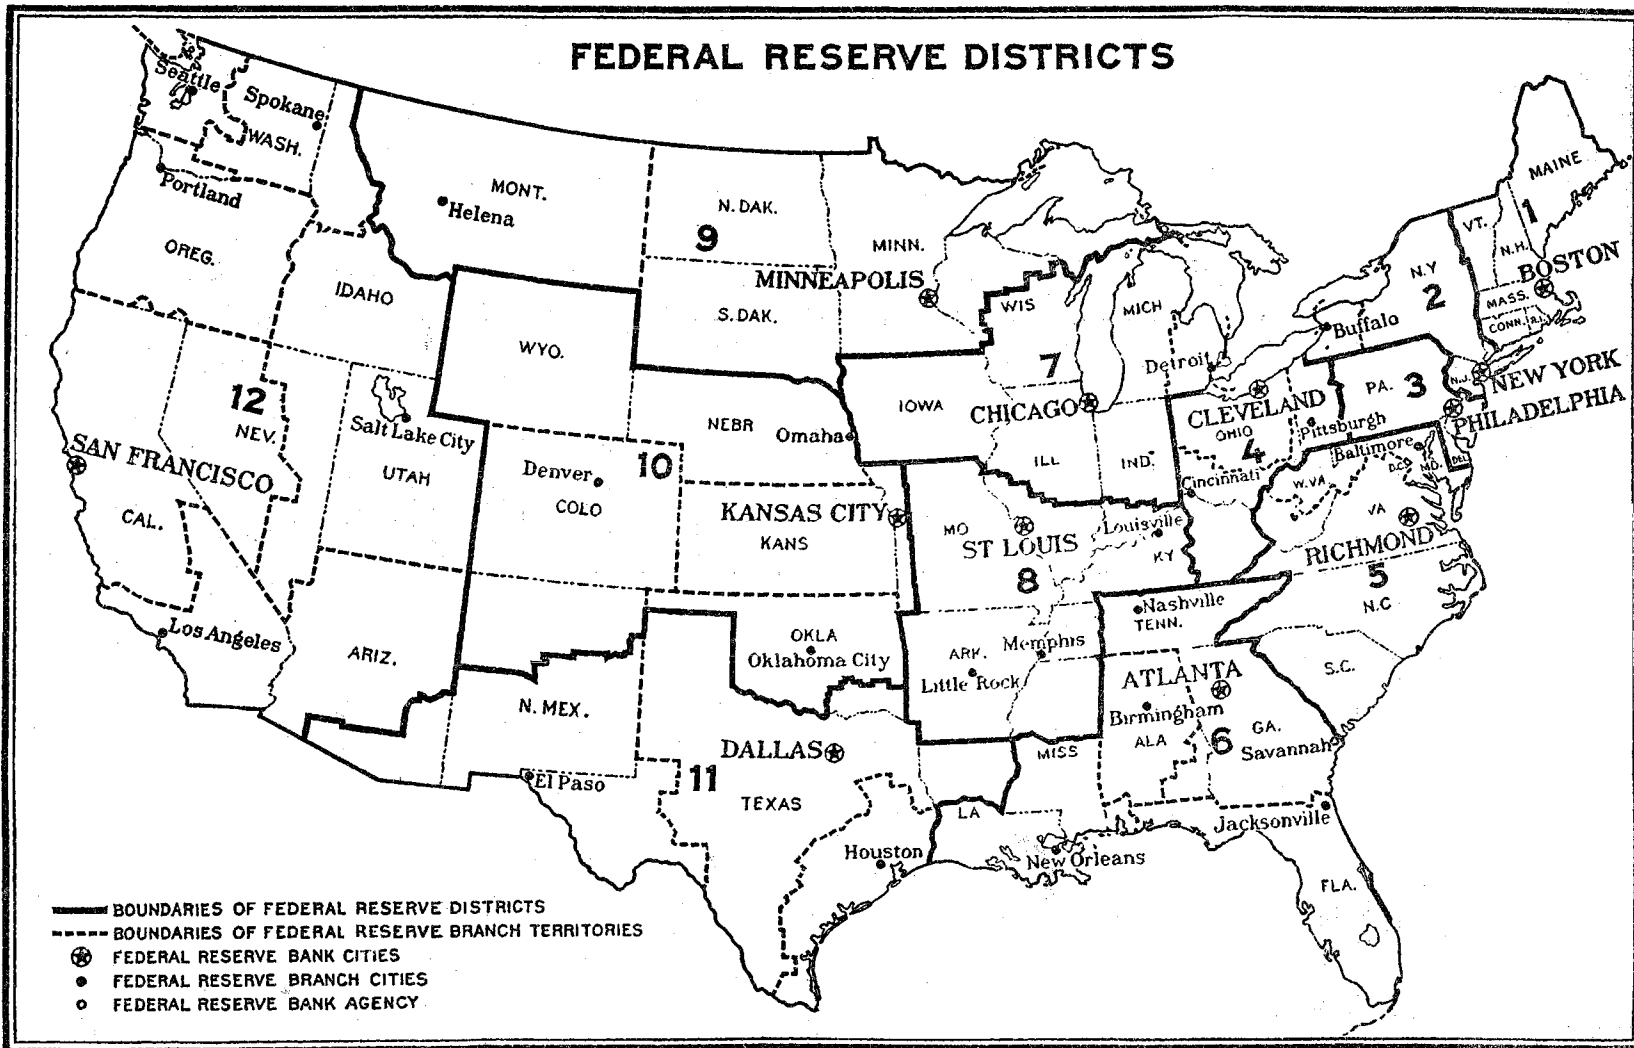 FEDERAL RESERVE DISTRICTS
Seattle
Spokane
WASH.
Portland
OREG.
MONT.
Helena
IDAHO
N. DAK.
9
MINN.
MINNEAPOLIS
S. DAK.
WYO.
WIS
MICH
7
Detroit
MAINE
1
VT.
N.H.
BOSTON
MASS.
CONN.
R.I.
N.Y
2
Buffalo
N.J.
NEW YORK
PA.
3
PHILADELPHIA
CLEVELAND
OHIO
4
Pittsburgh
Cincinnati
Baltimore
D.C.
MD.
DEL
W.VA
VA
RICHMOND
5
N.C
S.C.
12
NEV.
SAN FRANCISCO
CAL.
Salt Lake City
UTAH
Los Angeles
ARIZ.
NEBR
Omaha
IOWA
CHICAGO
ILL
IND.
Denver
10
COLO
KANSAS CITY
KANS
MO
ST LOUIS
8
Louisville
KY
Nashville
TENN.
Memphis
ARK.
Little Rock
OKLA
Oklahoma City
N. MEX.
El Paso
DALLAS
11
TEXAS
Houston
LA
New Orleans
MISS
ATLANTA
Birmingham
ALA
6
GA.
Savannah
Jacksonville
FLA.
BOUNDARIES OF FEDERAL RESERVE DISTRICTS
BOUNDARIES OF FEDERAL RESERVE BRANCH TERRITORIES
FEDERAL RESERVE BANK CITIES
FEDERAL RESERVE BRANCH CITIES
FEDERAL RESERVE BANK AGENCY